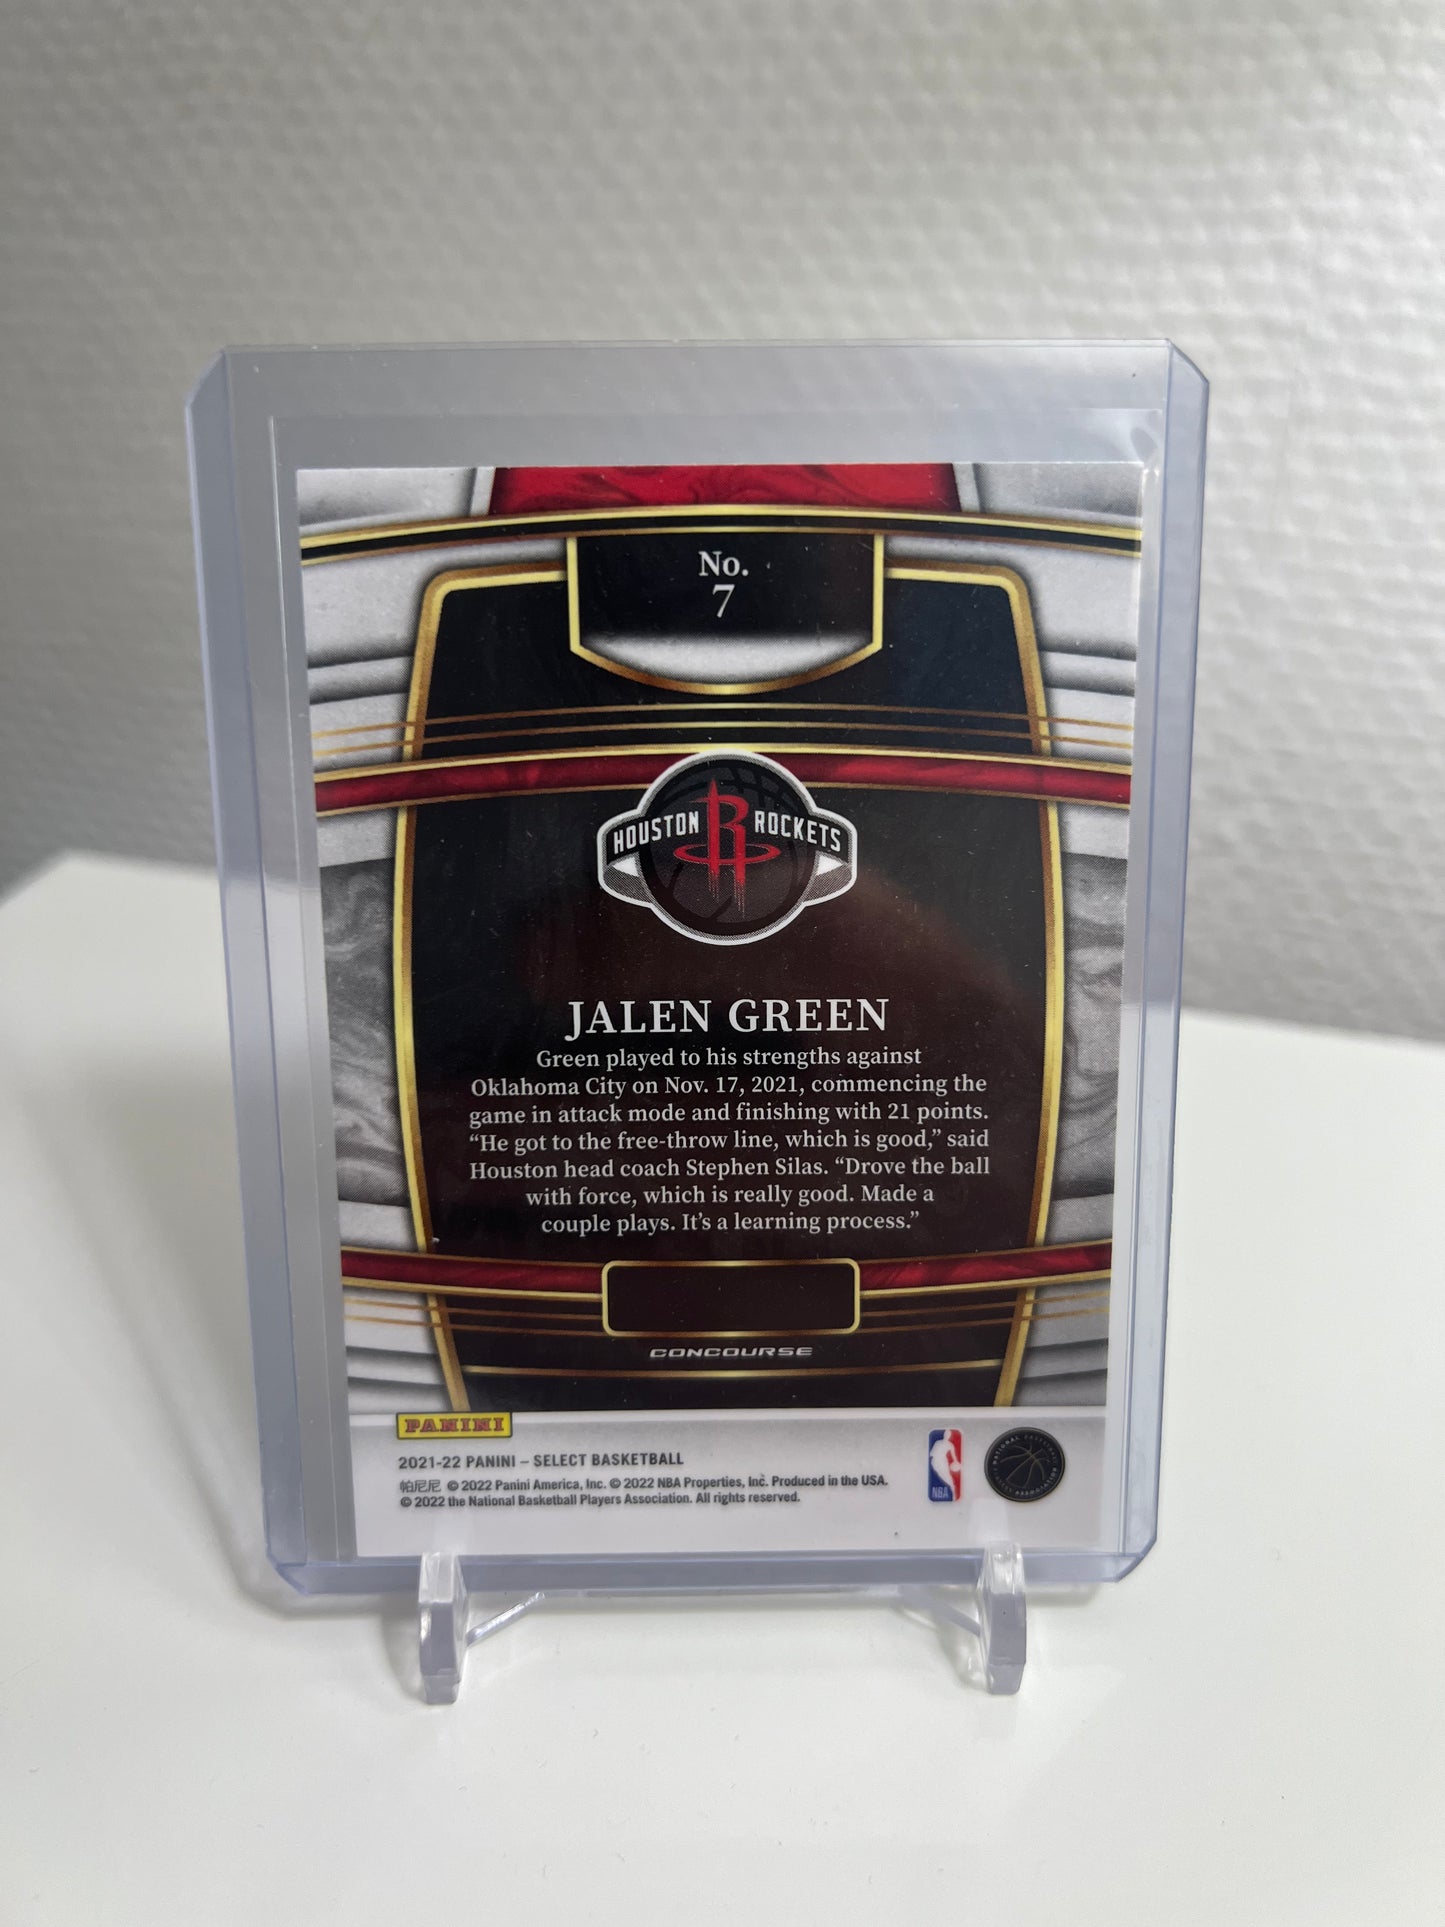 No.
7
HOUSTON ROCKETS
JALEN GREEN
Green played to his strengths against
Oklahoma City on Nov. 17, 2021, commencing the
game in attack mode and finishing with 21 points.
“He got to the free-throw line, which is good,” said
Houston head coach Stephen Silas. “Drove the ball
with force, which is really good. Made a
couple plays. It’s a learning process.”
CONCOURSE
PANINI
2021-22 PANINI – SELECT BASKETBALL
帕尼尼 © 2022 Panini America, Inc. © 2022 NBA Properties, Inc. Produced in the USA.
© 2022 the National Basketball Players Association. All rights reserved.
NBA